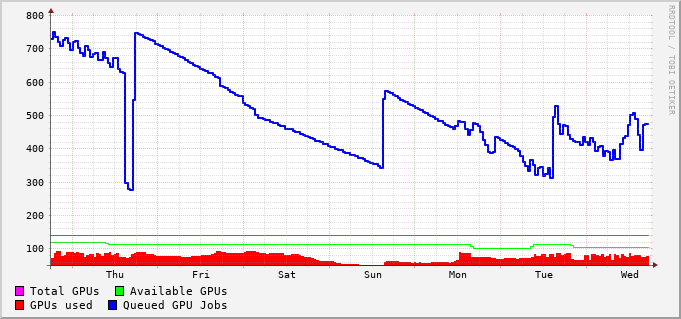 800
700
600
500
400
300
200
100
Thu Fri Sat Sun Mon Tue Wed
Total GPUs Available GPUs
GPUs used Queued GPU Jobs
RRDTOOL / TOBI OETIKER